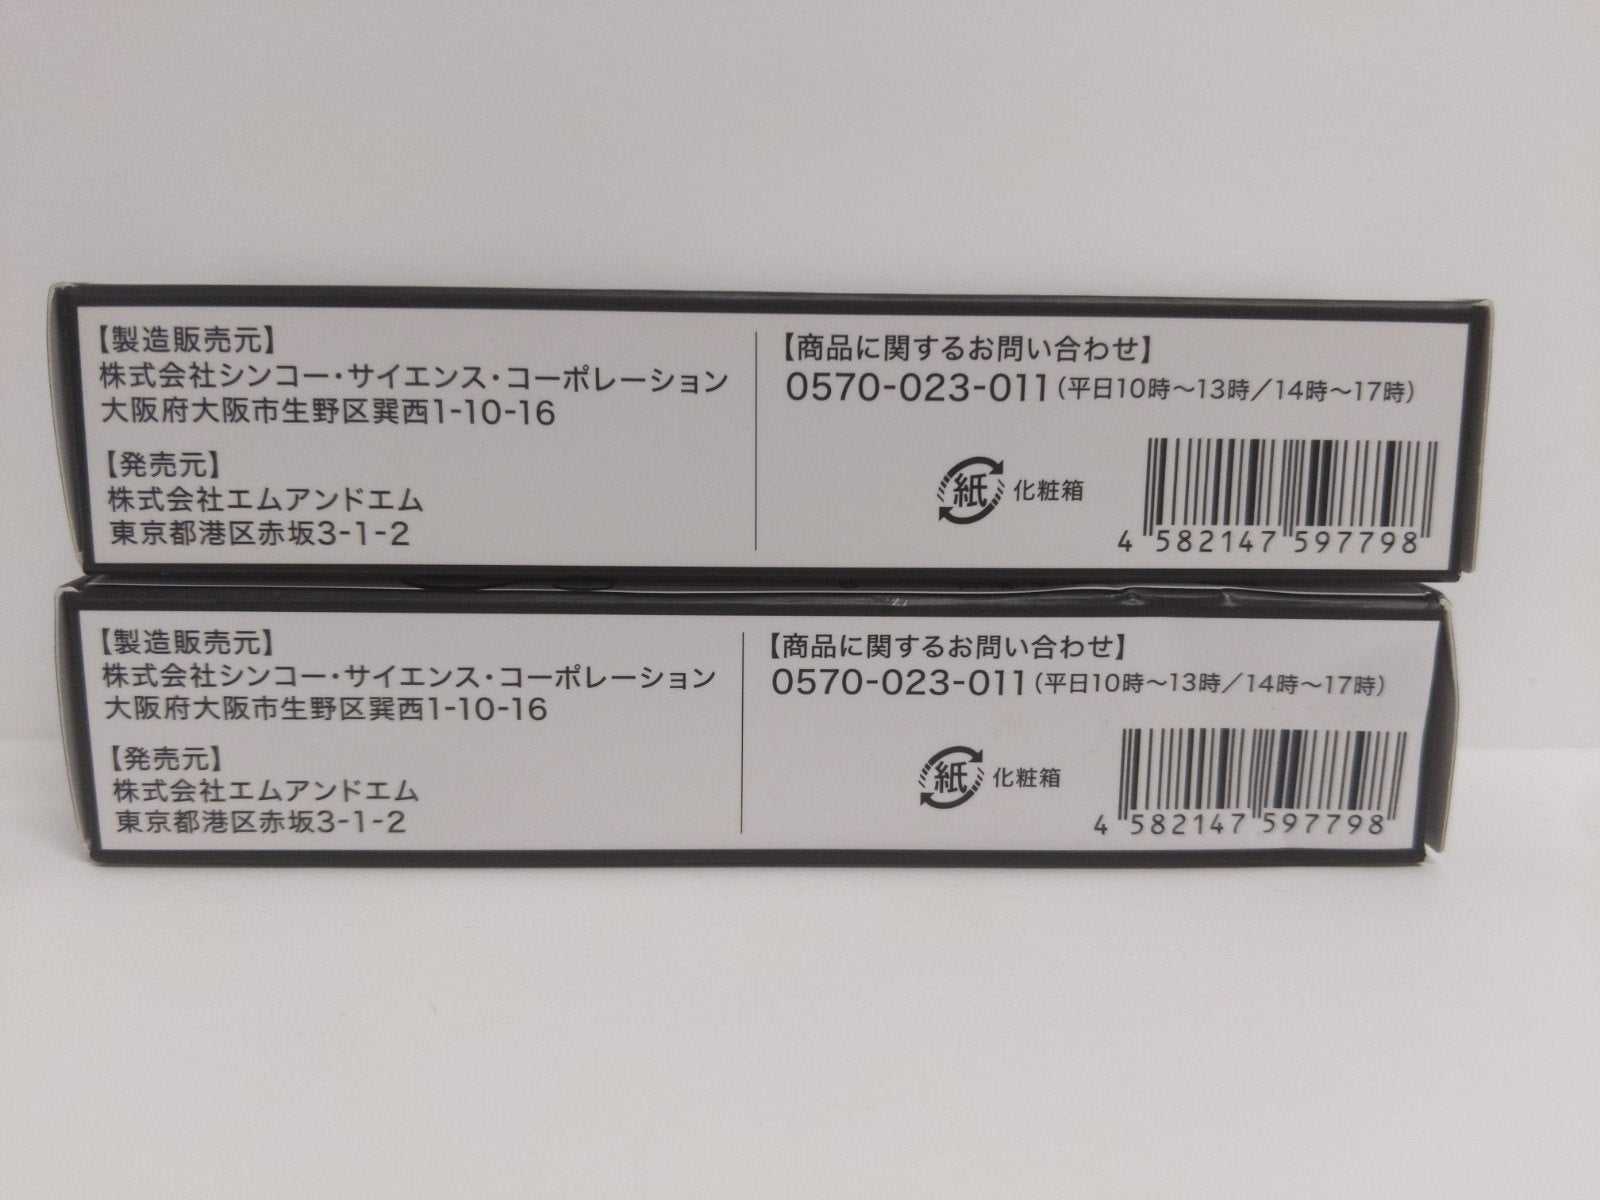 【製造販売元】
株式会社シンコー・サイエンス・コーポレーション
大阪府大阪市生野区巽西1-10-16
【発売元】
株式会社エムアンドエム
東京都港区赤坂3-1-2
【商品に関するお問い合わせ】
0570-023-011（平日10時～13時／14時～17時）
紙 化粧箱
4 582147 597798
【製造販売元】
株式会社シンコー・サイエンス・コーポレーション
大阪府大阪市生野区巽西1-10-16
【発売元】
株式会社エムアンドエム
東京都港区赤坂3-1-2
【商品に関するお問い合わせ】
0570-023-011（平日10時～13時／14時～17時）
紙 化粧箱
4 582147 597798